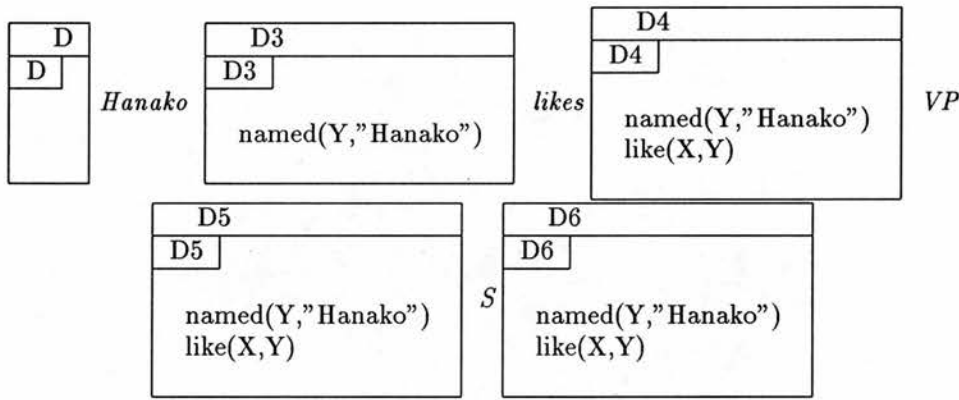 D D3 D4
D D3 D4
Hanako likes VP
named(Y,"Hanako") named(Y,"Hanako")
like(X,Y)
D5 D6
D5 D6
S
named(Y,"Hanako") named(Y,"Hanako")
like(X,Y) like(X,Y)